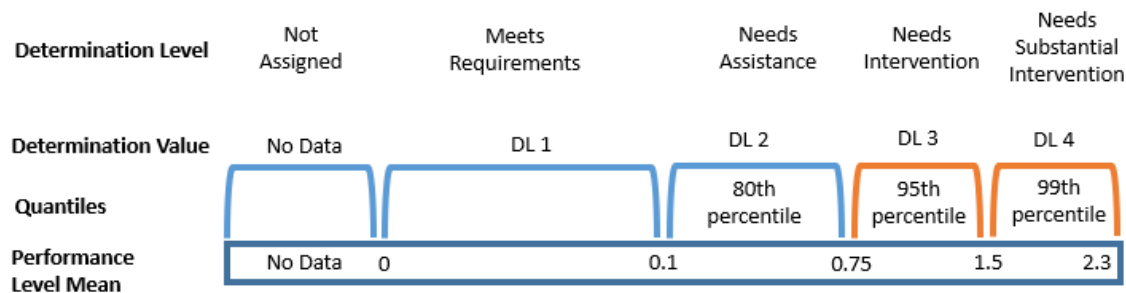 Determination Level
Not
Assigned
Meets
Requirements
Needs
Assistance
Needs
Intervention
Needs
Substantial
Intervention
Determination Value
No Data
DL 1
DL 2
DL 3
DL 4
Quantiles
80th
percentile
95th
percentile
99th
percentile
Performance
Level Mean
No Data
0
0.1
0.75
1.5
2.3